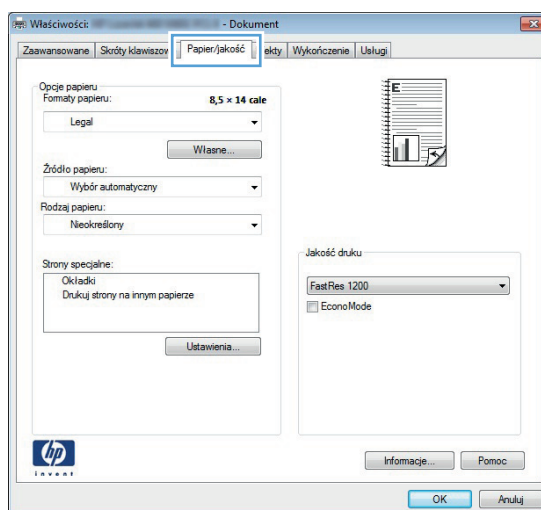 Właściwości: - Dokument
Zaawansowane Skróty klawiszow Papier/jakość ekty Wykończenie Usługi
Opcje papieru
Formaty papieru: 8,5 × 14 cale
Legal
Własne...
Źródło papieru:
Wybór automatyczny
Rodzaj papieru:
Nieokreślony
Strony specjalne:
Okładki
Drukuj strony na innym papierze
Ustawienia...
E
Jakość druku
FastRes 1200
EconoMode
hp
invent
Informacje... Pomoc
OK Anuluj